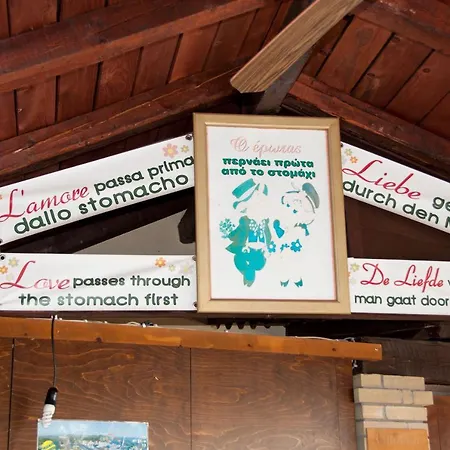 L'amore passa prima
dallo stomacho
Ο έρωτας
περνάει πρώτα
από το στομάχι
Liebe
durch den
Love passes through
the stomach first
De Liefde
man gaat door